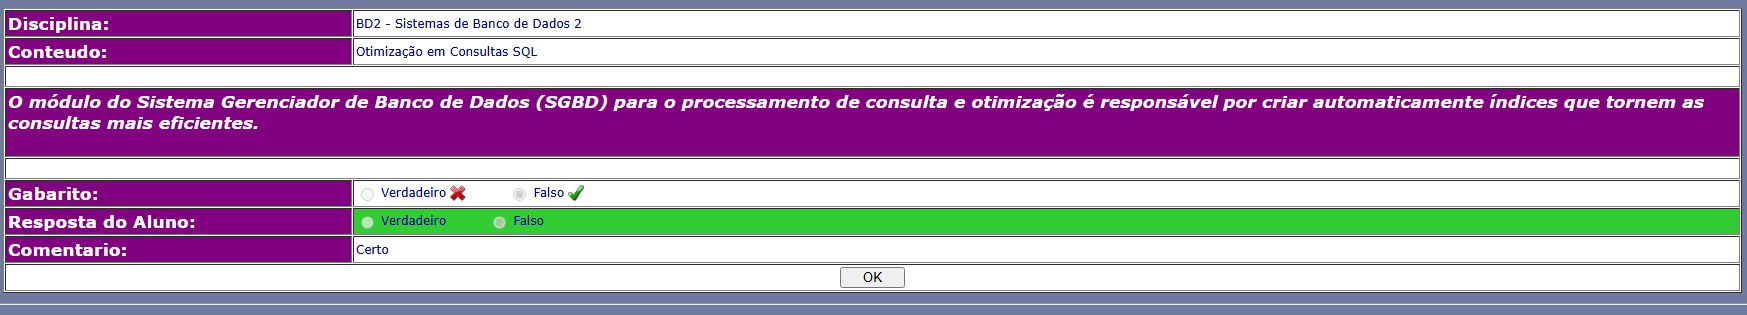 Disciplina: BD2 - Sistemas de Banco de Dados 2
Conteudo: Otimização em Consultas SQL
O módulo do Sistema Gerenciador de Banco de Dados (SGBD) para o processamento de consulta e otimização é responsável por criar automaticamente índices que tornem as
consultas mais eficientes.
Gabarito: Verdadeiro Falso
Resposta do Aluno: Verdadeiro Falso
Comentario: Certo
OK